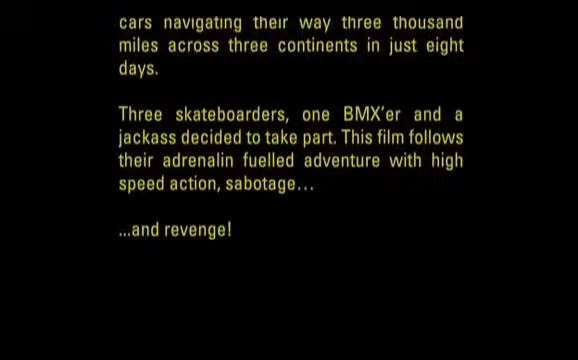 cars navigating their way three thousand
miles across three continents in just eight
days.
Three skateboarders, one BMX'er and a
jackass decided to take part. This film follows
their adrenalin fuelled adventure with high
speed action, sabotage...
...and revenge!